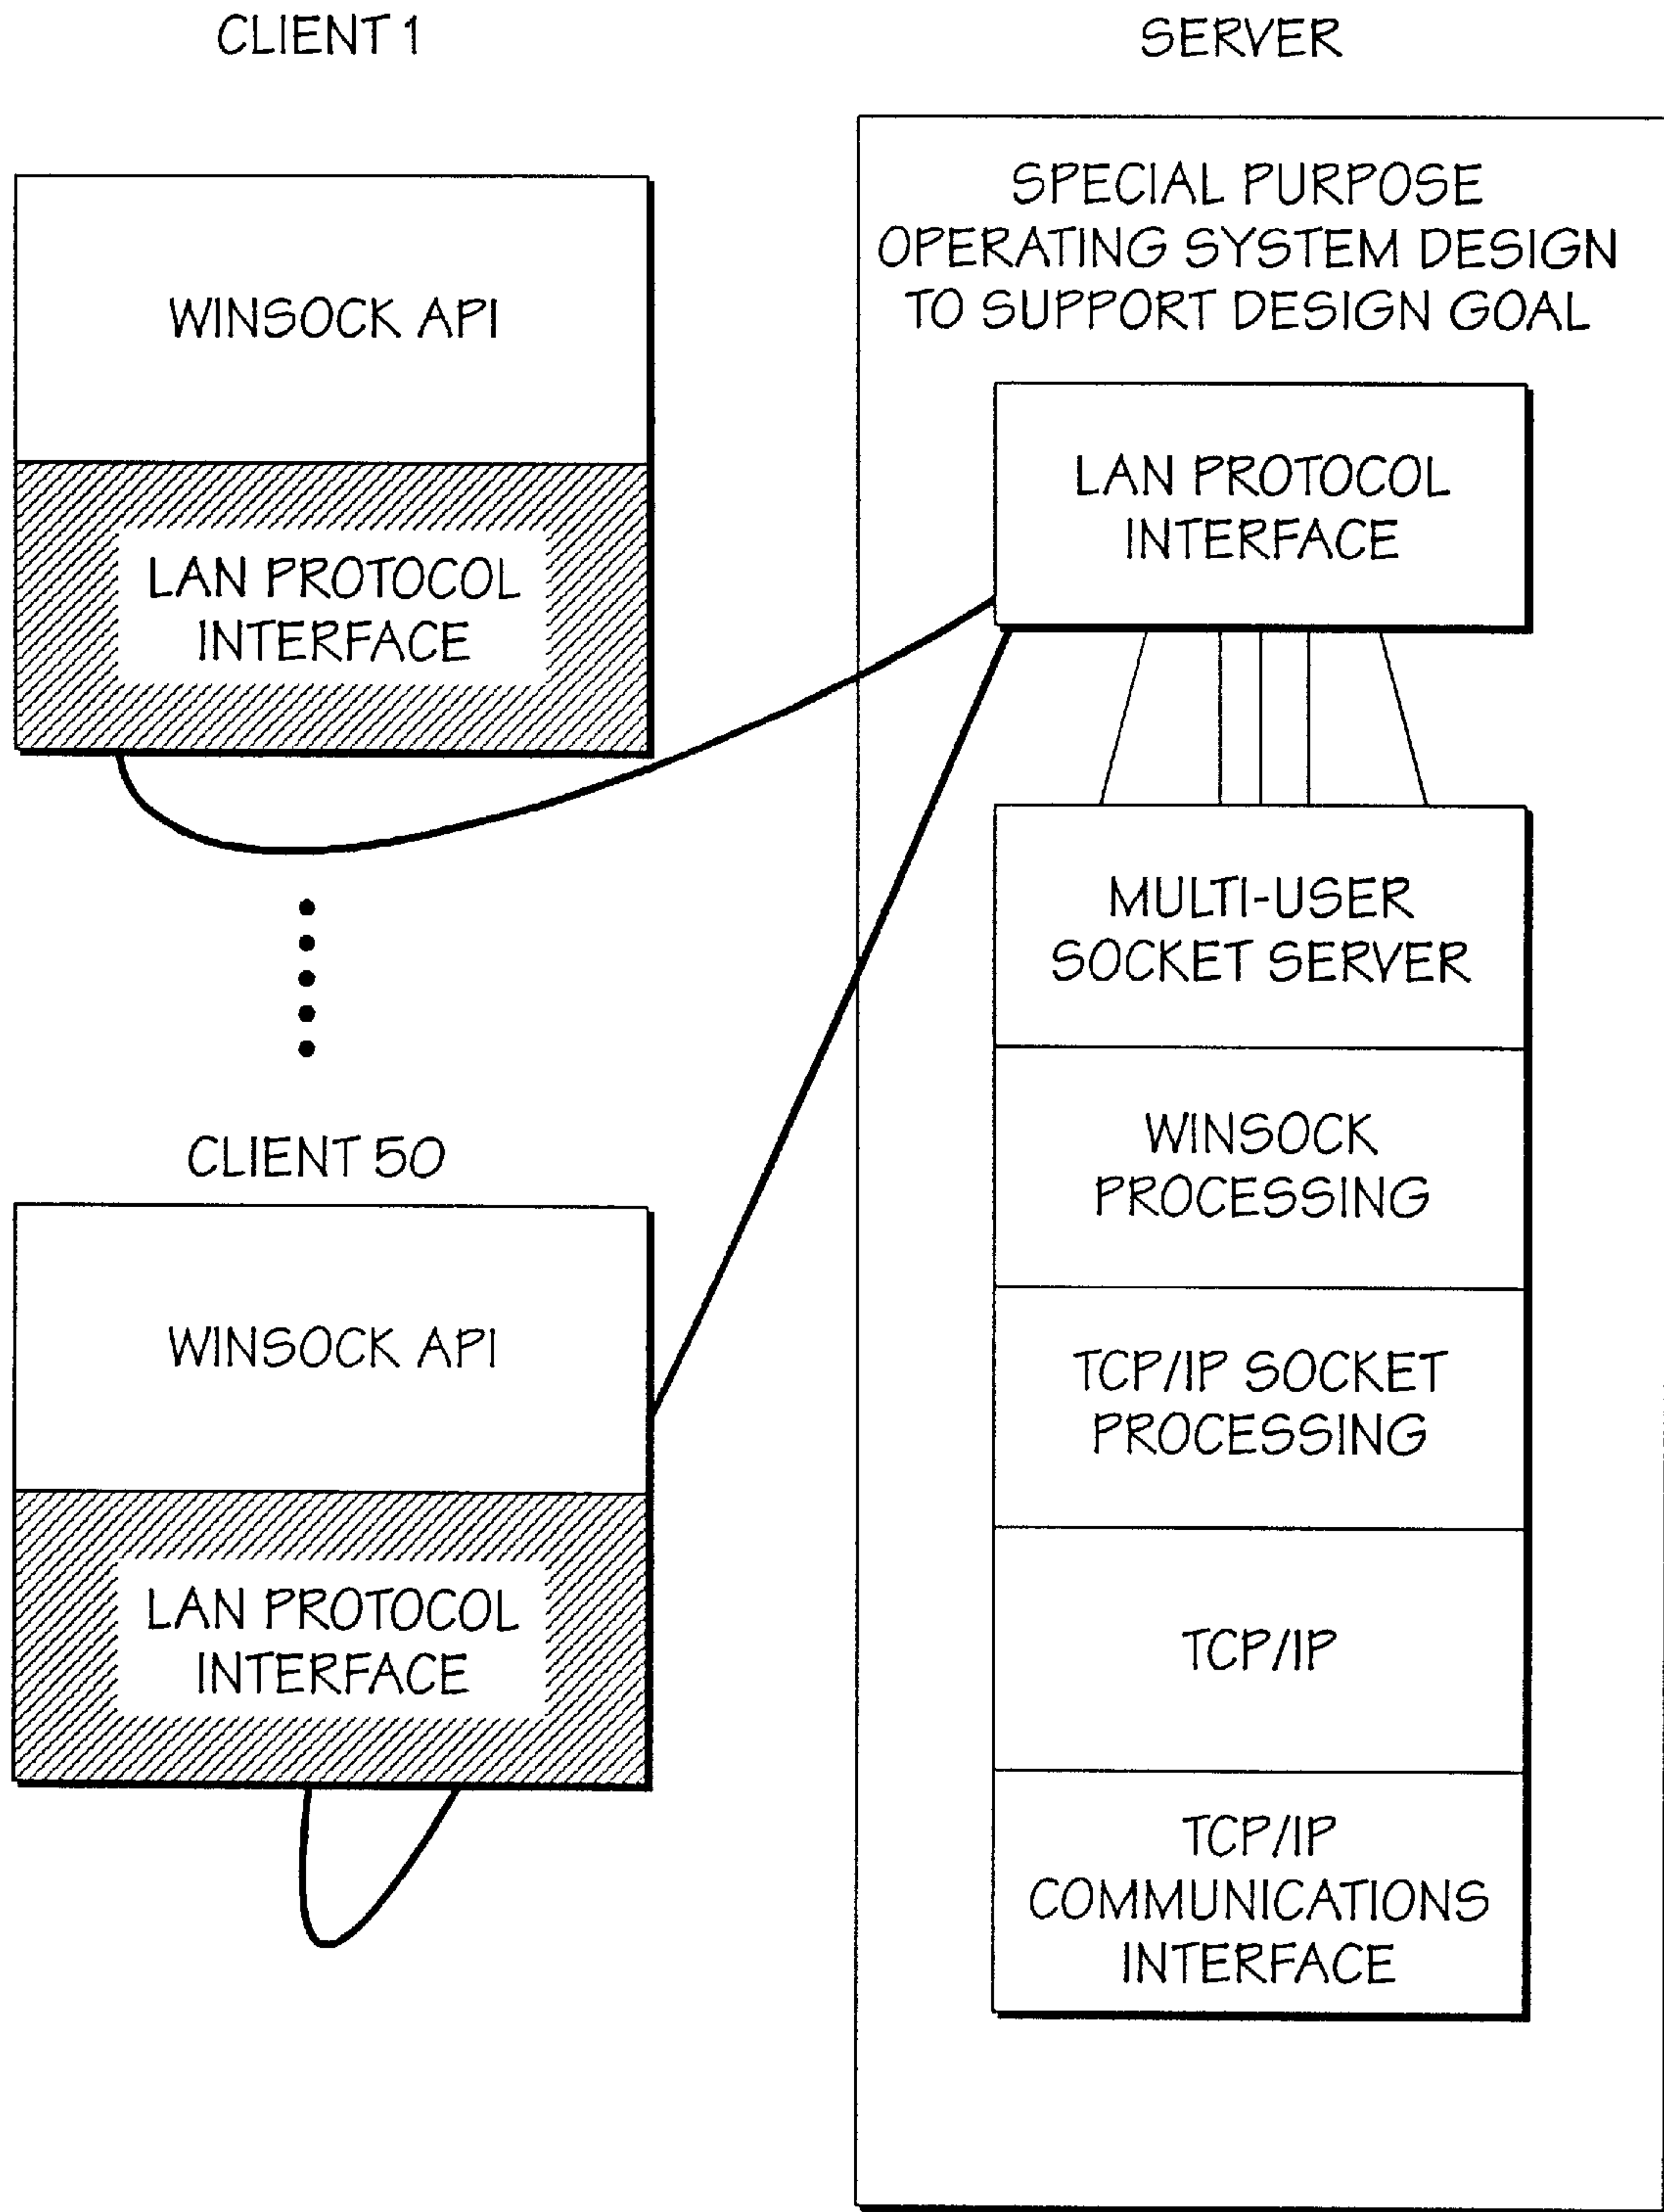 CLIENT 1
WINSOCK API
LAN PROTOCOL
INTERFACE
CLIENT 50
WINSOCK API
LAN PROTOCOL
INTERFACE
SERVER
SPECIAL PURPOSE
OPERATING SYSTEM DESIGN
TO SUPPORT DESIGN GOAL
LAN PROTOCOL
INTERFACE
MULTI-USER
SOCKET SERVER
WINSOCK
PROCESSING
TCP/IP SOCKET
PROCESSING
TCP/IP
TCP/IP
COMMUNICATIONS
INTERFACE